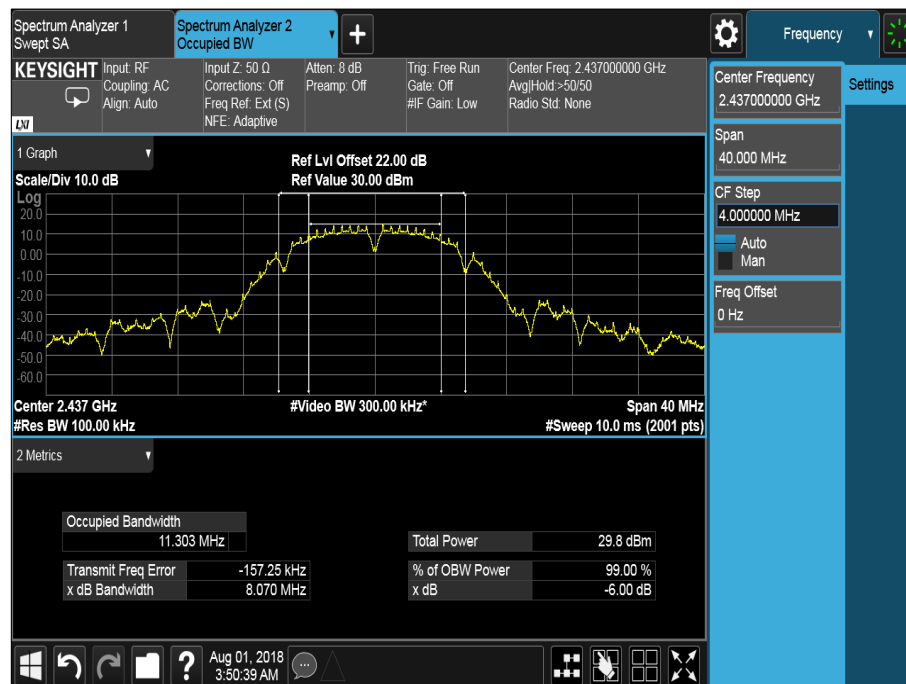 Spectrum Analyzer 1
Swept SA
Spectrum Analyzer 2
Occupied BW
Frequency
KEYSIGHT
LXI
Input: RF
Coupling: AC
Align: Auto
Input Z: 50 Ω
Corrections: Off
Freq Ref: Ext (S)
NFE: Adaptive
Atten: 8 dB
Preamp: Off
Trig: Free Run
Gate: Off
#IF Gain: Low
Center Freq: 2.437000000 GHz
Avg|Hold:>50/50
Radio Std: None
Center Frequency
2.437000000 GHz
Settings
Span
40.000 MHz
CF Step
4.000000 MHz
Auto
Man
Freq Offset
0 Hz
1 Graph
Scale/Div 10.0 dB
Ref Lvl Offset 22.00 dB
Ref Value 30.00 dBm
Log
20.0
10.0
0.00
-10.0
-20.0
-30.0
-40.0
-50.0
-60.0
Center 2.437 GHz
#Res BW 100.00 kHz
#Video BW 300.00 kHz*
Span 40 MHz
#Sweep 10.0 ms (2001 pts)
2 Metrics
Occupied Bandwidth
11.303 MHz
Total Power 29.8 dBm
Transmit Freq Error -157.25 kHz
% of OBW Power 99.00 %
x dB Bandwidth 8.070 MHz
x dB -6.00 dB
?
Aug 01, 2018
3:50:39 AM